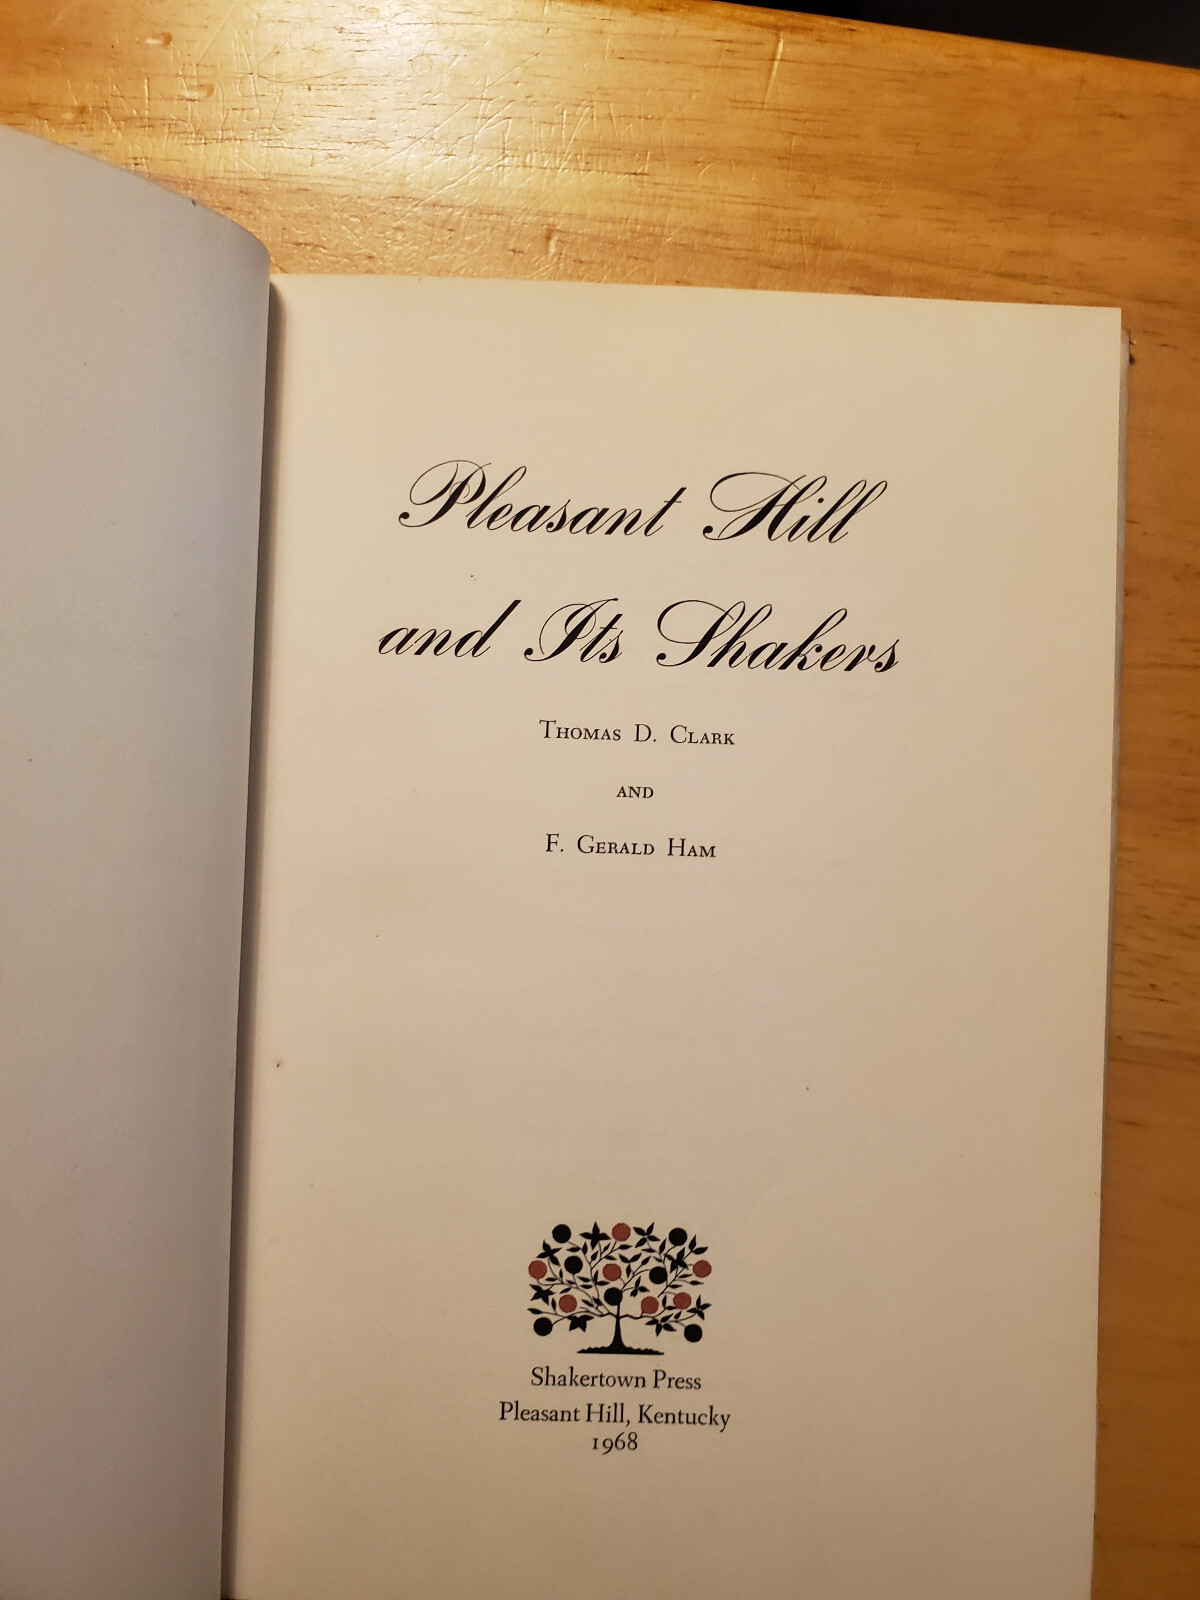 Pleasant Hill
and Its Shakers
Thomas D. Clark
and
F. Gerald Ham
Shakertown Press
Pleasant Hill, Kentucky
1968